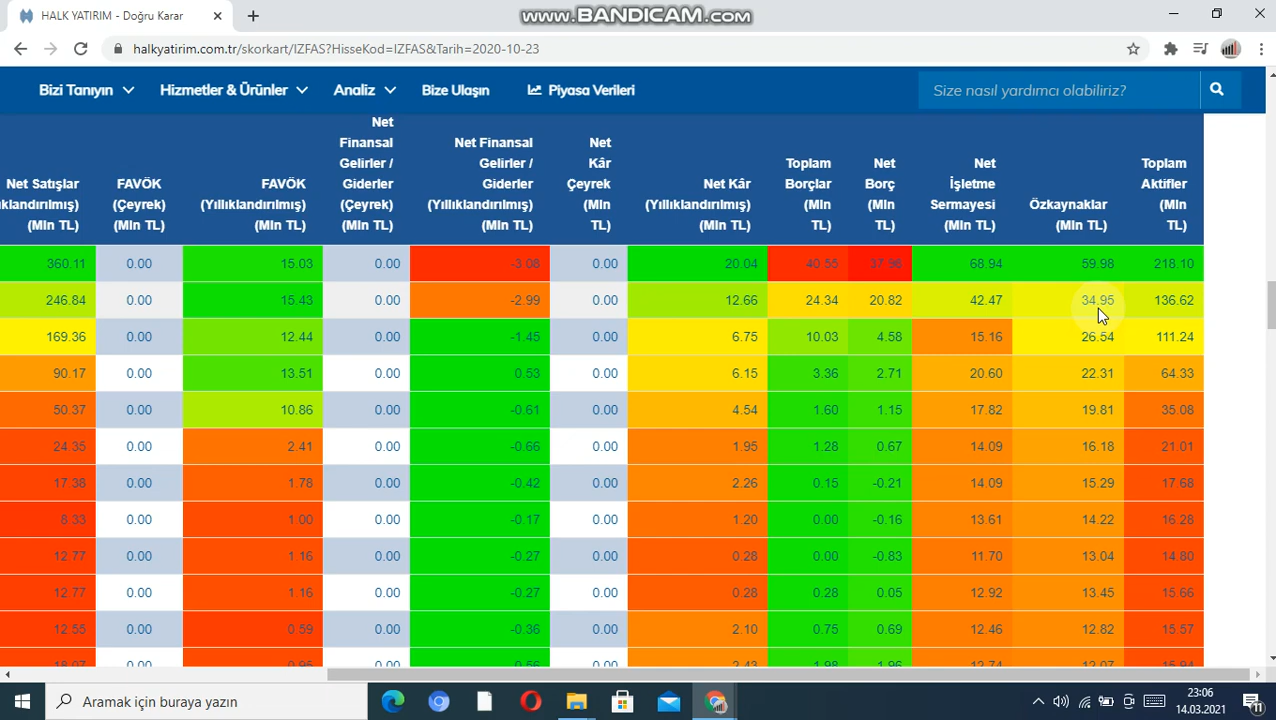 HALK YATIRIM - Doğru Karar
www.BANDICAM.com
halkyatirim.com.tr/skorkart/IZFAS?HisseKod=IZFAS&Tarih=2020-10-23
Bizi Tanıyın Hizmetler & Ürünler Analiz Bize Ulaşın Piyasa Verileri Size nasıl yardımcı olabiliriz?
Net Satışlar
klandırılmış)
(Mln TL)
FAVÖK
(Çeyrek)
(Mln TL)
FAVÖK
(Yıllıklandırılmış)
(Mln TL)
Net
Finansal
Gelirler /
Giderler
(Çeyrek)
(Mln TL)
Net Finansal
Gelirler /
Giderler
(Yıllıklandırılmış)
(Mln TL)
Net
Kâr
Çeyrek
(Mln
TL)
Net Kâr
(Yıllıklandırılmış)
(Mln TL)
Toplam
Borçlar
(Mln
TL)
Net
Borç
(Mln
TL)
Net
İşletme
Sermayesi
(Mln TL)
Özkaynaklar
(Mln TL)
Toplam
Aktifler
(Mln
TL)
360.11 0.00 15.03 0.00 -3.08 0.00 20.04 40.55 37.96 68.94 59.98 218.10
246.84 0.00 15.43 0.00 -2.99 0.00 12.66 24.34 20.82 42.47 34.95 136.62
169.36 0.00 12.44 0.00 -1.45 0.00 6.75 10.03 4.58 15.16 26.54 111.24
90.17 0.00 13.51 0.00 0.53 0.00 6.15 3.36 2.71 20.60 22.31 64.33
50.37 0.00 10.86 0.00 -0.61 0.00 4.54 1.60 1.15 17.82 19.81 35.08
24.35 0.00 2.41 0.00 -0.66 0.00 1.95 1.28 0.67 14.09 16.18 21.01
17.38 0.00 1.78 0.00 -0.42 0.00 2.26 0.15 -0.21 14.09 15.29 17.68
8.33 0.00 1.00 0.00 -0.17 0.00 1.20 0.00 -0.16 13.61 14.22 16.28
12.77 0.00 1.16 0.00 -0.27 0.00 0.28 0.00 -0.83 11.70 13.04 14.80
12.77 0.00 1.16 0.00 -0.27 0.00 0.28 0.28 0.05 12.92 13.45 15.66
12.55 0.00 0.59 0.00 -0.36 0.00 2.10 0.75 0.69 12.46 12.82 15.57
Aramak için buraya yazın
23:06
14.03.2021
11